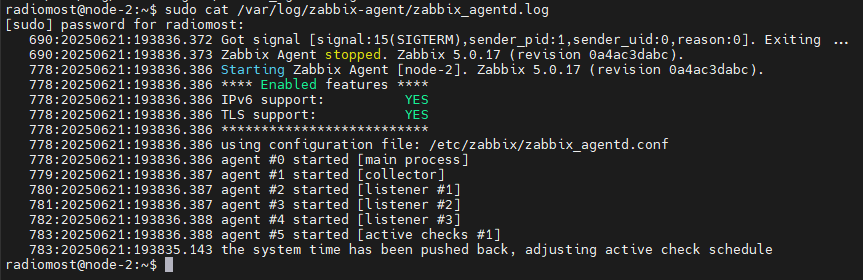 radiomost@node-2:~$ sudo cat /var/log/zabbix-agent/zabbix_agentd.log
[sudo] password for radiomost:
690:20250621:193836.372 Got signal [signal:15(SIGTERM),sender_pid:1,sender_uid:0,reason:0]. Exiting ...
690:20250621:193836.373 Zabbix Agent stopped. Zabbix 5.0.17 (revision 0a4ac3dabc).
778:20250621:193836.386 Starting Zabbix Agent [node-2]. Zabbix 5.0.17 (revision 0a4ac3dabc).
778:20250621:193836.386 **** Enabled features ****
778:20250621:193836.386 IPv6 support:          YES
778:20250621:193836.386 TLS support:           YES
778:20250621:193836.386 **************************
778:20250621:193836.386 using configuration file: /etc/zabbix/zabbix_agentd.conf
778:20250621:193836.386 agent #0 started [main process]
779:20250621:193836.387 agent #1 started [collector]
780:20250621:193836.387 agent #2 started [listener #1]
781:20250621:193836.387 agent #3 started [listener #2]
782:20250621:193836.388 agent #4 started [listener #3]
783:20250621:193836.388 agent #5 started [active checks #1]
783:20250621:193835.143 the system time has been pushed back, adjusting active check schedule
radiomost@node-2:~$